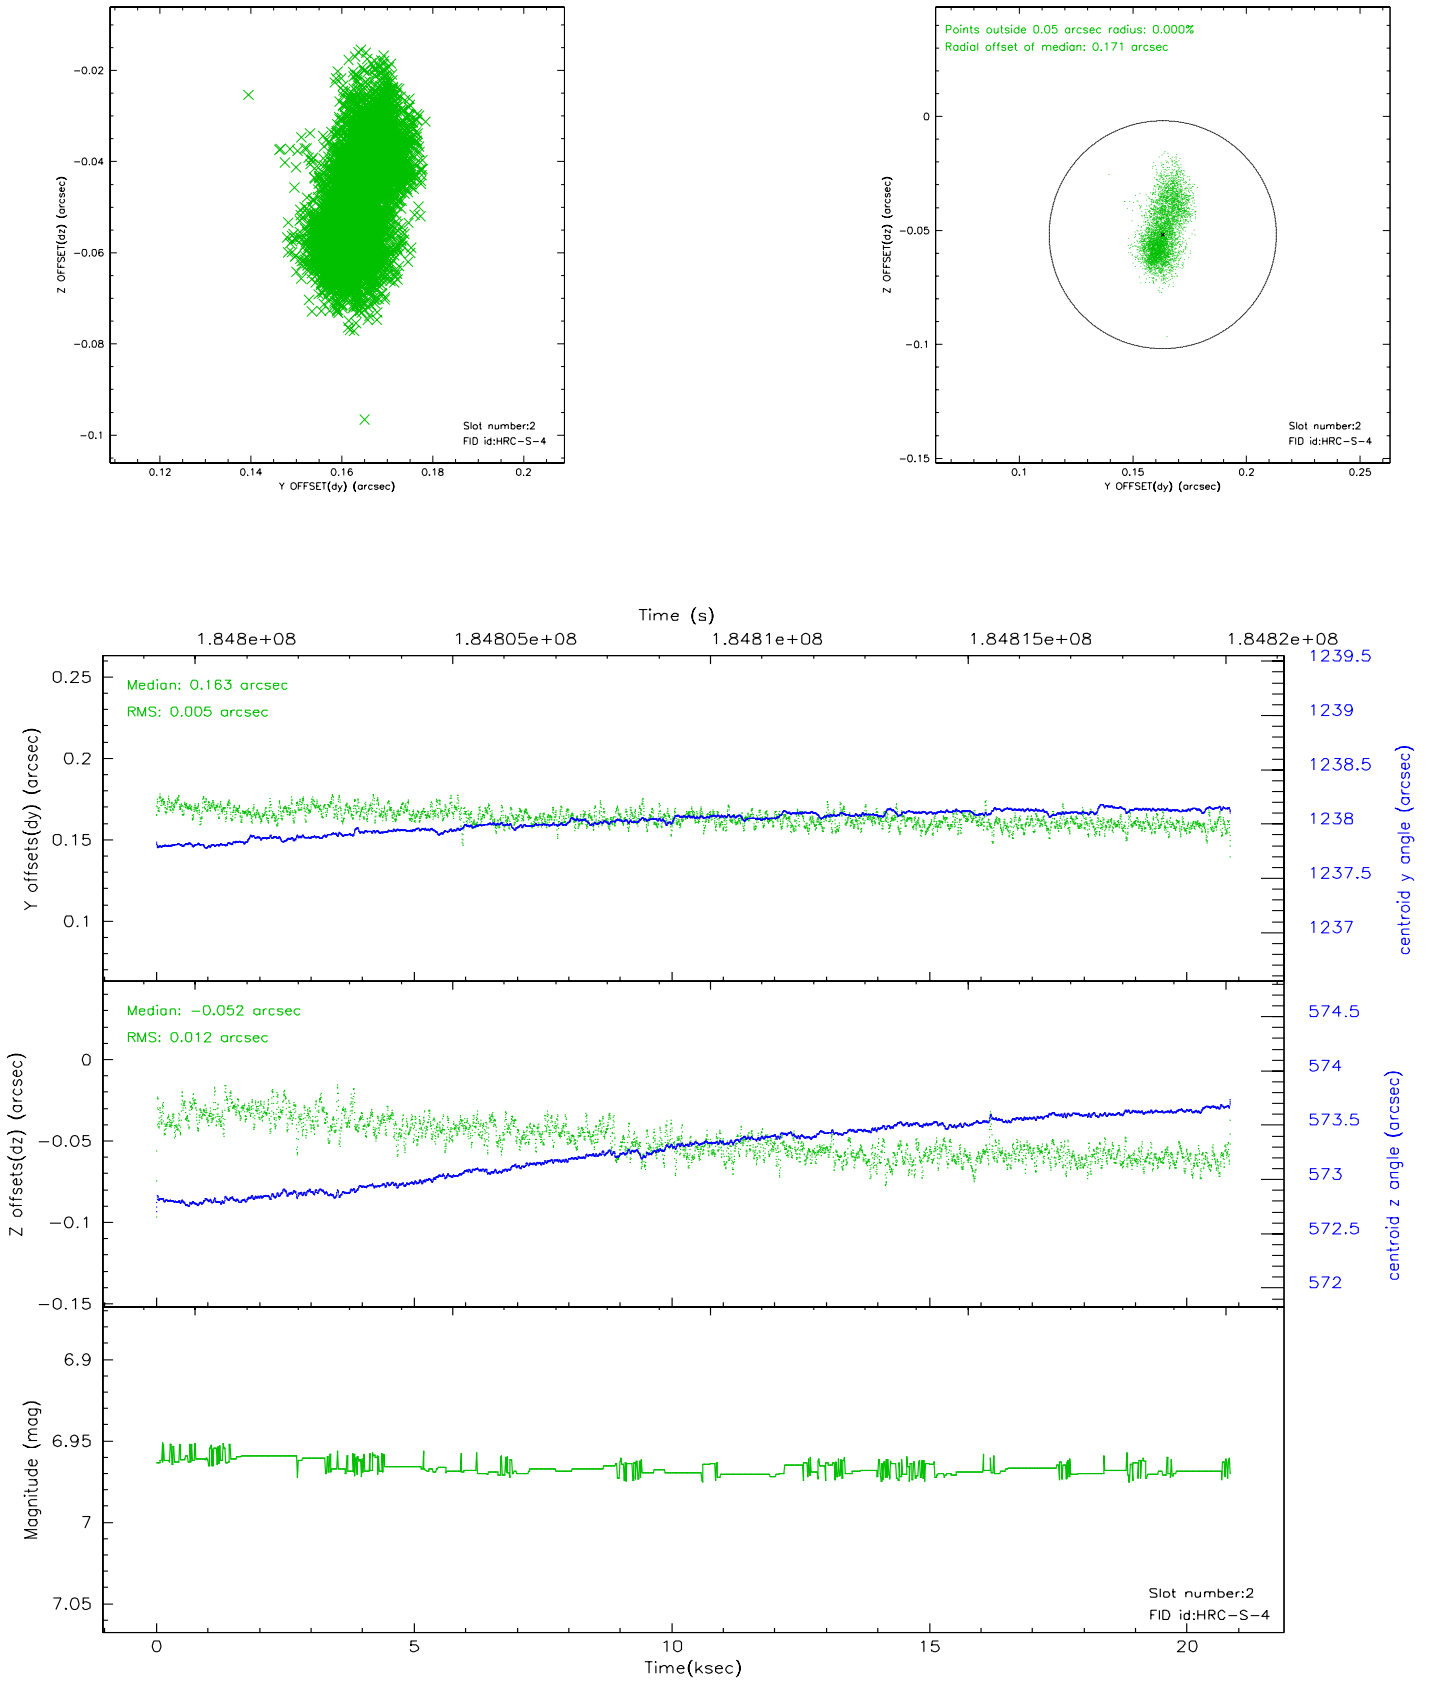 −0.02
−0.04
−0.06
−0.08
−0.1
Z OFFSET(dz) (arcsec)
0.12 0.14 0.16 0.18 0.2
Y OFFSET(dy) (arcsec)
Slot number:2
FID id:HRC−S−4
Points outside 0.05 arcsec radius: 0.000%
Radial offset of median: 0.171 arcsec
0
−0.05
−0.1
−0.15
Z OFFSET(dz) (arcsec)
0.1 0.15 0.2 0.25
Y OFFSET(dy) (arcsec)
Slot number:2
FID id:HRC−S−4
Time (s)
1.848e+08 1.84805e+08 1.8481e+08 1.84815e+08 1.8482e+08
Median: 0.163 arcsec
RMS: 0.005 arcsec
0.25
0.2
0.15
0.1
Y offsets(dy) (arcsec)
1239.5
1239
1238.5
1238
1237.5
1237
centroid y angle (arcsec)
Median: −0.052 arcsec
RMS: 0.012 arcsec
0
−0.05
−0.1
−0.15
Z offsets(dz) (arcsec)
574.5
574
573.5
573
572.5
572
centroid z angle (arcsec)
6.9
6.95
7
7.05
Magnitude (mag)
Slot number:2
FID id:HRC−S−4
0 5 10 15 20
Time(ksec)